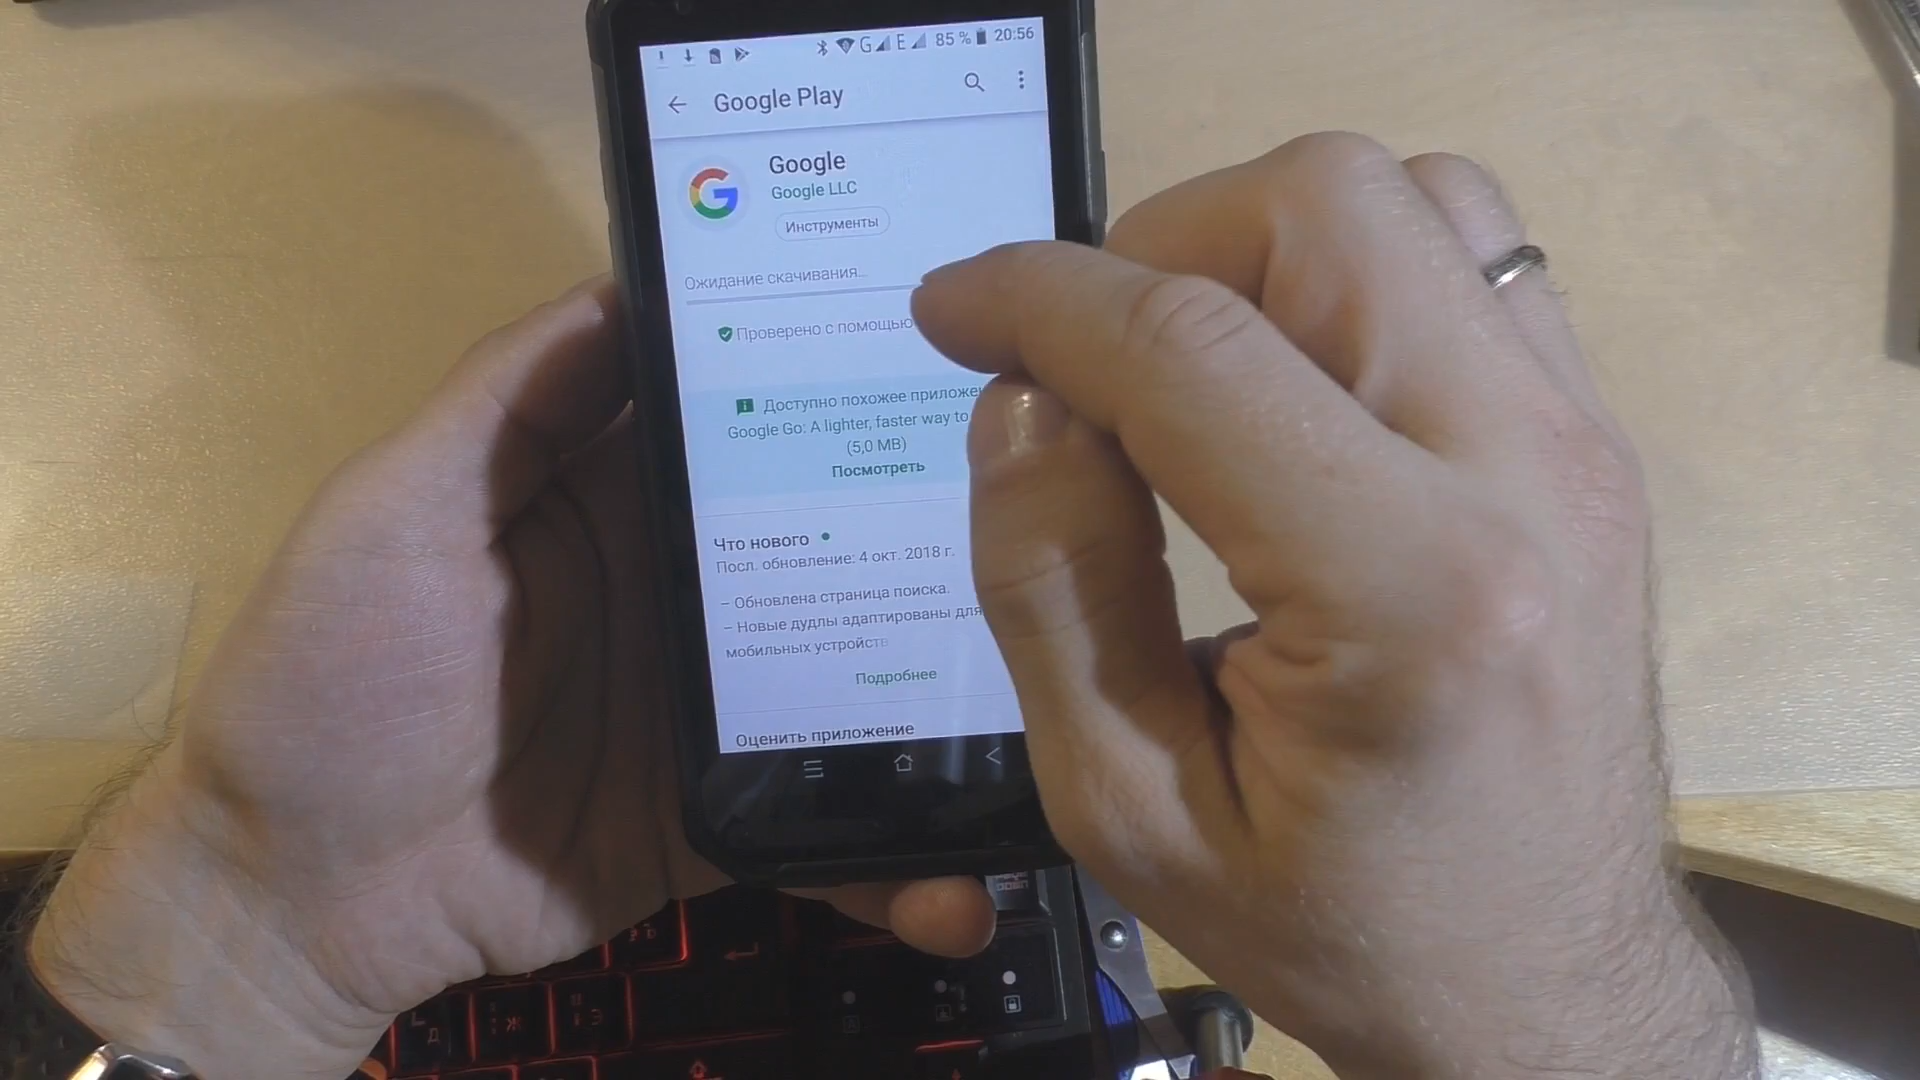 G E 85 % 20:56
Google Play
Google
Google LLC
Инструменты
Ожидание скачивания...
Проверено с помощью
Доступно похожее
Google Go: A lighter, faster way to
(5,0 MB)
Посмотреть
Что нового
Посл. обновление: 4 окт. 2018 г.
– Обновлена страница поиска.
– Новые дудлы адаптированы для
мобильных устройств
Подробнее
Оценить приложение
Д Ж Э